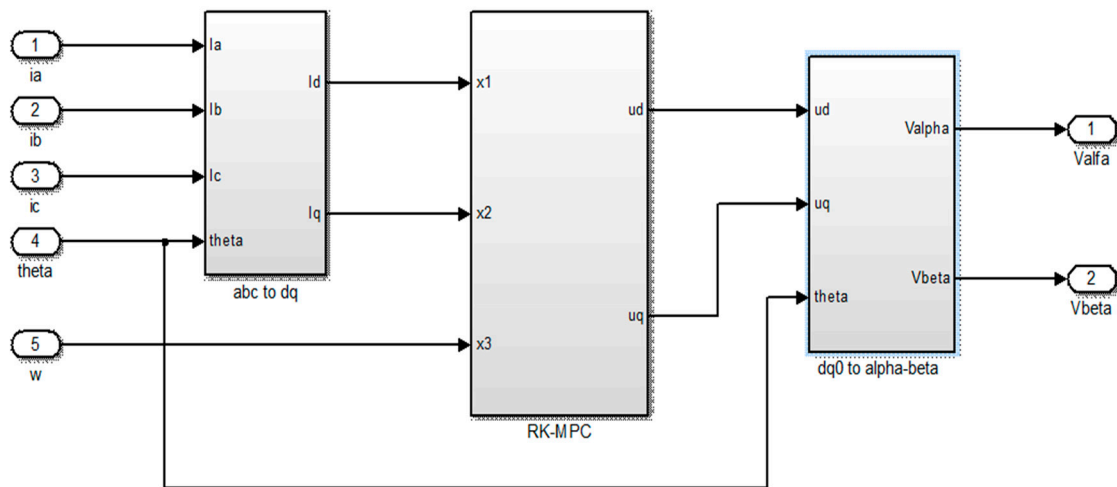 1
ia
2
ib
3
ic
4
theta
5
w
Ia
Ib
Ic
theta
Id
Iq
abc to dq
x1
x2
x3
ud
uq
RK-MPC
ud
uq
theta
Valpha
Vbeta
dq0 to alpha-beta
1
Valfa
2
Vbeta